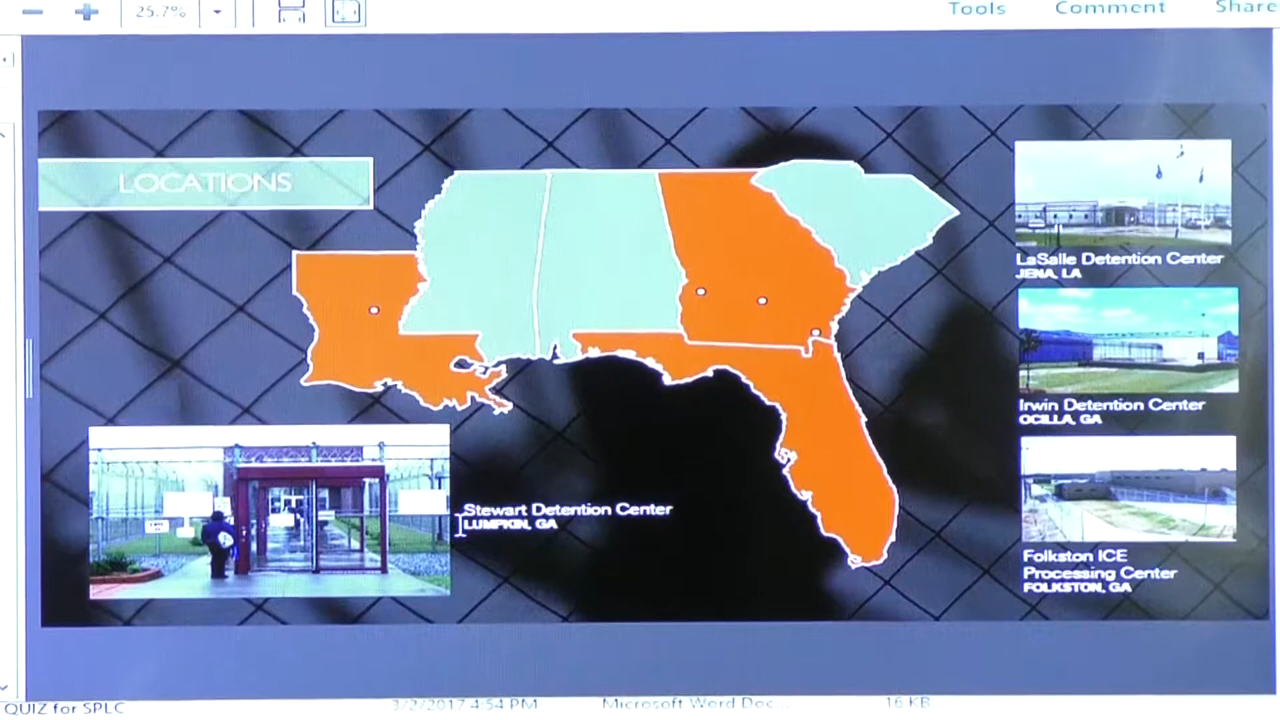 25.7%
Tools Comment Share
LOCATIONS
LaSalle Detention Center
JENA, LA
Irwin Detention Center
OCILLA, GA
Stewart Detention Center
LUMPKIN, GA
Folkston ICE
Processing Center
FOLKSTON, GA
QUIZ for SPLC 3/2/2017 4:54 PM Microsoft Word Doc... 16 KB